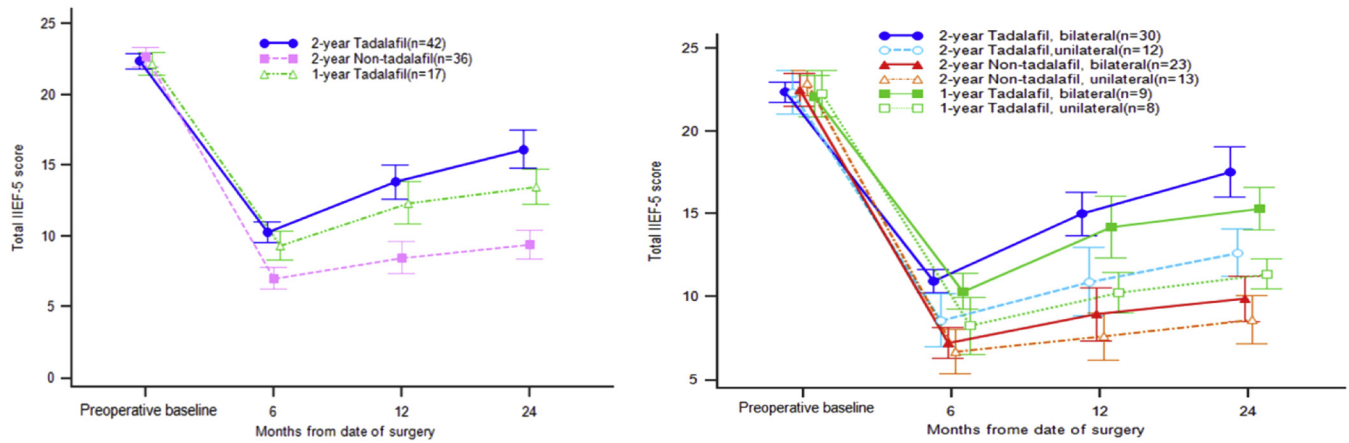 25
20
15
10
5
0
Total IIEF-5 score
2-year Tadalafil(n=42)
2-year Non-tadalafil(n=36)
1-year Tadalafil(n=17)
Preoperative baseline
6
12
24
Months from date of surgery
25
20
15
10
5
Total IIEF-5 score
2-year Tadalafil, bilateral(n=30)
2-year Tadalafil,unilateral(n=12)
2-year Non-tadalafil, bilateral(n=23)
2-year Non-tadalafil, unilateral(n=13)
1-year Tadalafil, bilateral(n=9)
1-year Tadalafil, unilateral(n=8)
Preoperative baseline
6
12
24
Months frome date of surgery